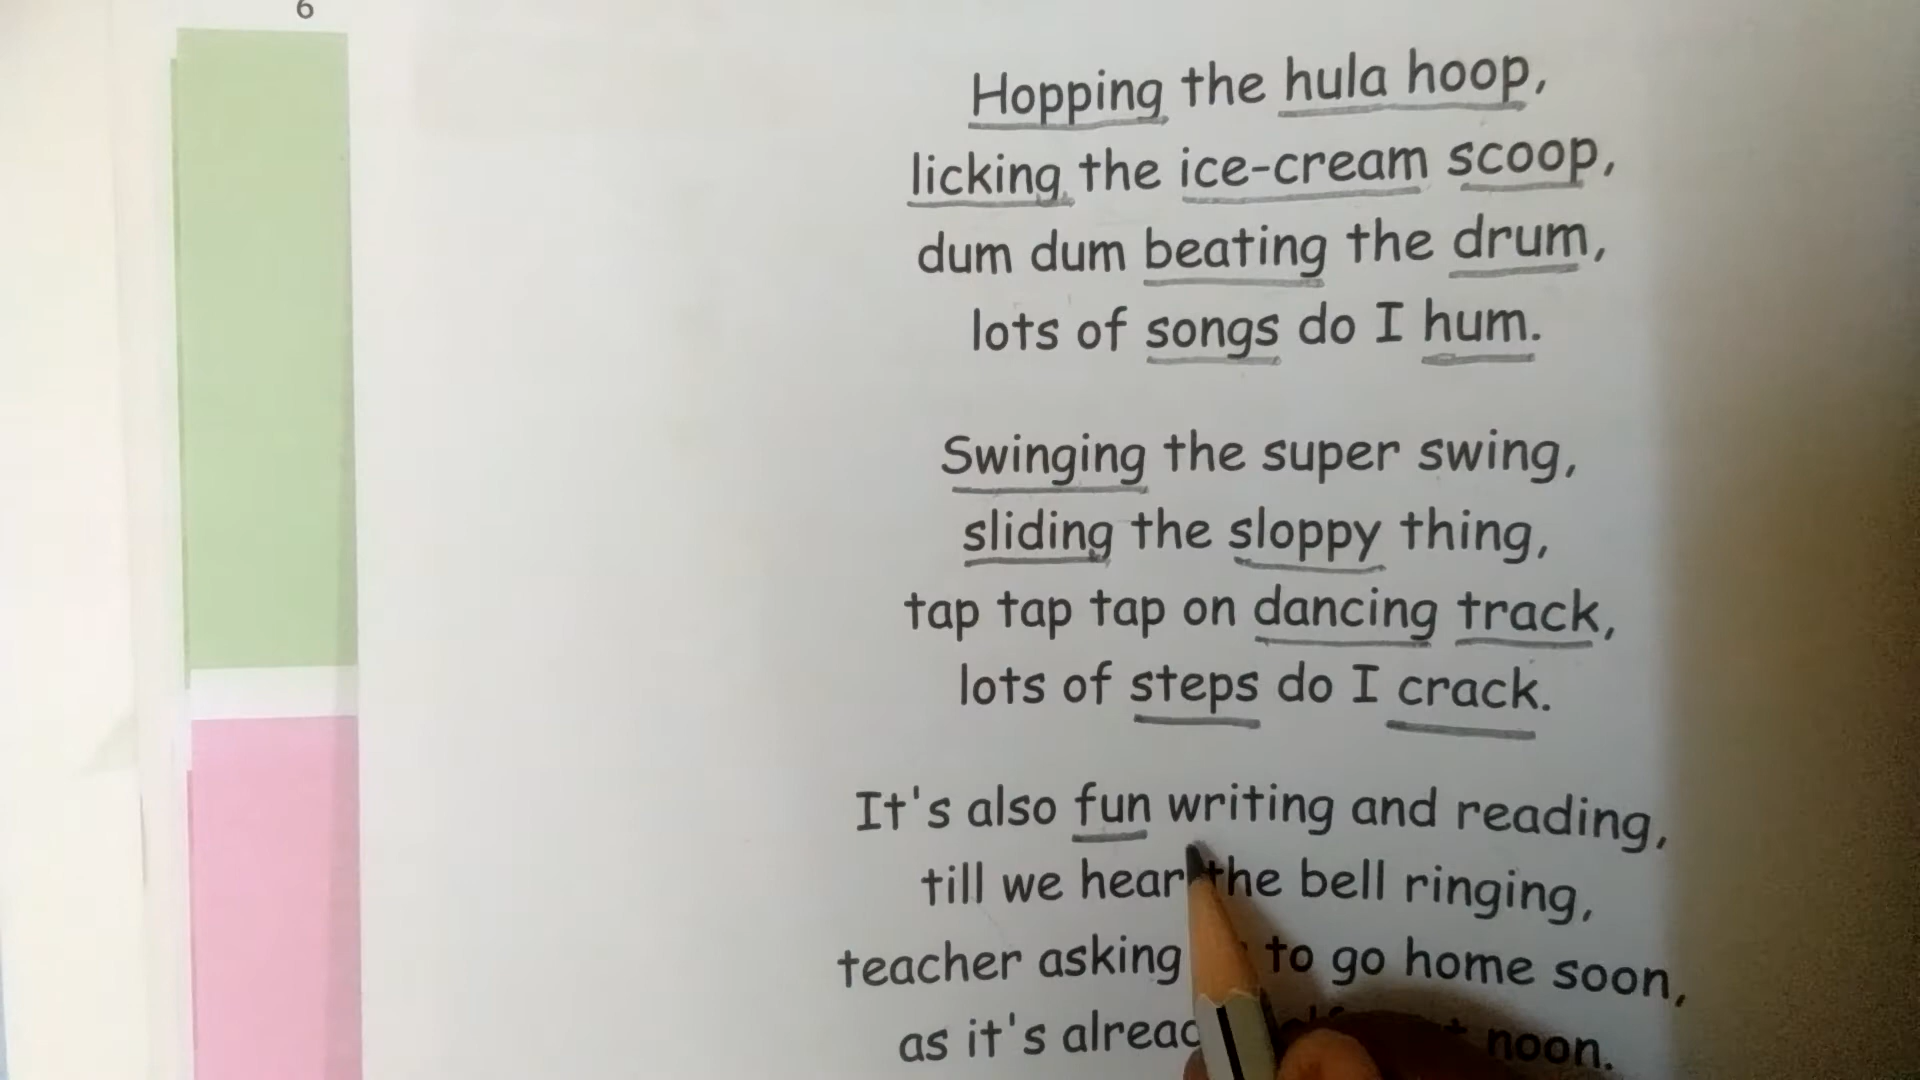 6
Hopping the hula hoop,
licking the ice-cream scoop,
dum dum beating the drum,
lots of songs do I hum.
Swinging the super swing,
sliding the sloppy thing,
tap tap tap on dancing track,
lots of steps do I crack.
It's also fun writing and reading,
till we hear the bell ringing,
teacher asking to go home soon,
as it's noon.